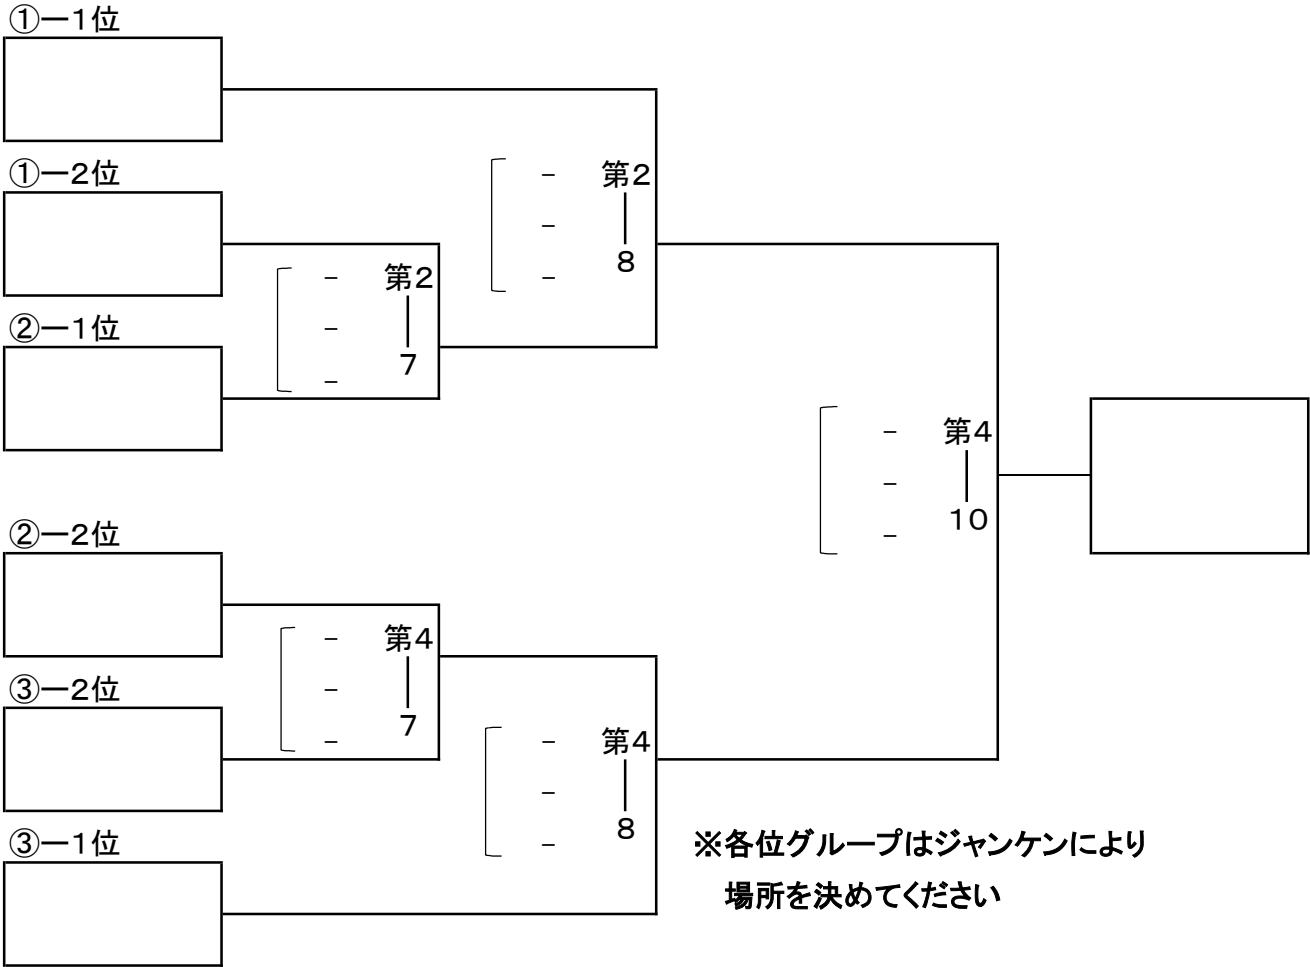 ①ー1位
①ー2位
②ー1位
②ー2位
③ー2位
③ー1位
第2
|
7
-
-
-
第2
|
8
-
-
-
第4
|
7
-
-
-
第4
|
8
-
-
-
第4
|
10
-
-
-
※各位グループはジャンケンにより
場所を決めてください